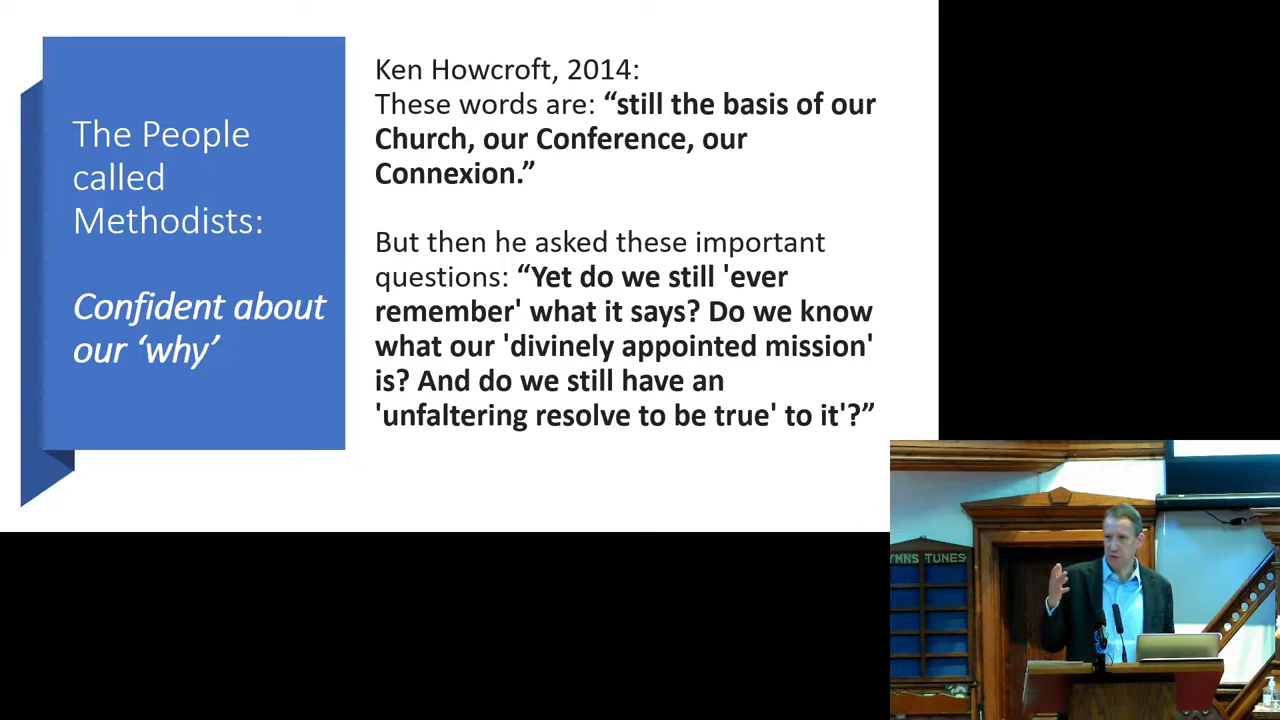 The People
called
Methodists:
Confident about
our ‘why’
Ken Howcroft, 2014:
These words are: “still the basis of our
Church, our Conference, our
Connexion.”
But then he asked these important
questions: “Yet do we still 'ever
remember' what it says? Do we know
what our 'divinely appointed mission'
is? And do we still have an
'unfaltering resolve to be true' to it'?”
YMNS TUNES